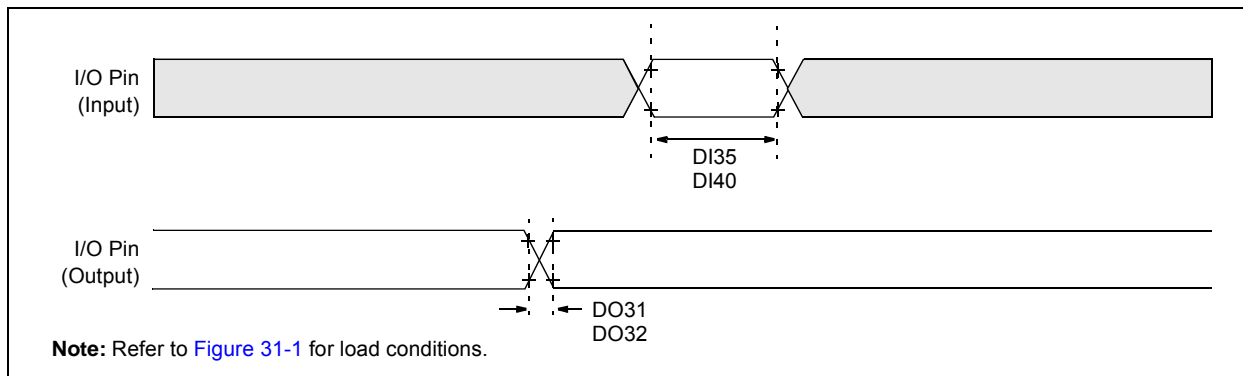 I/O Pin
(Input)
DI35
DI40
I/O Pin
(Output)
DO31
DO32
Note: Refer to Figure 31-1 for load conditions.